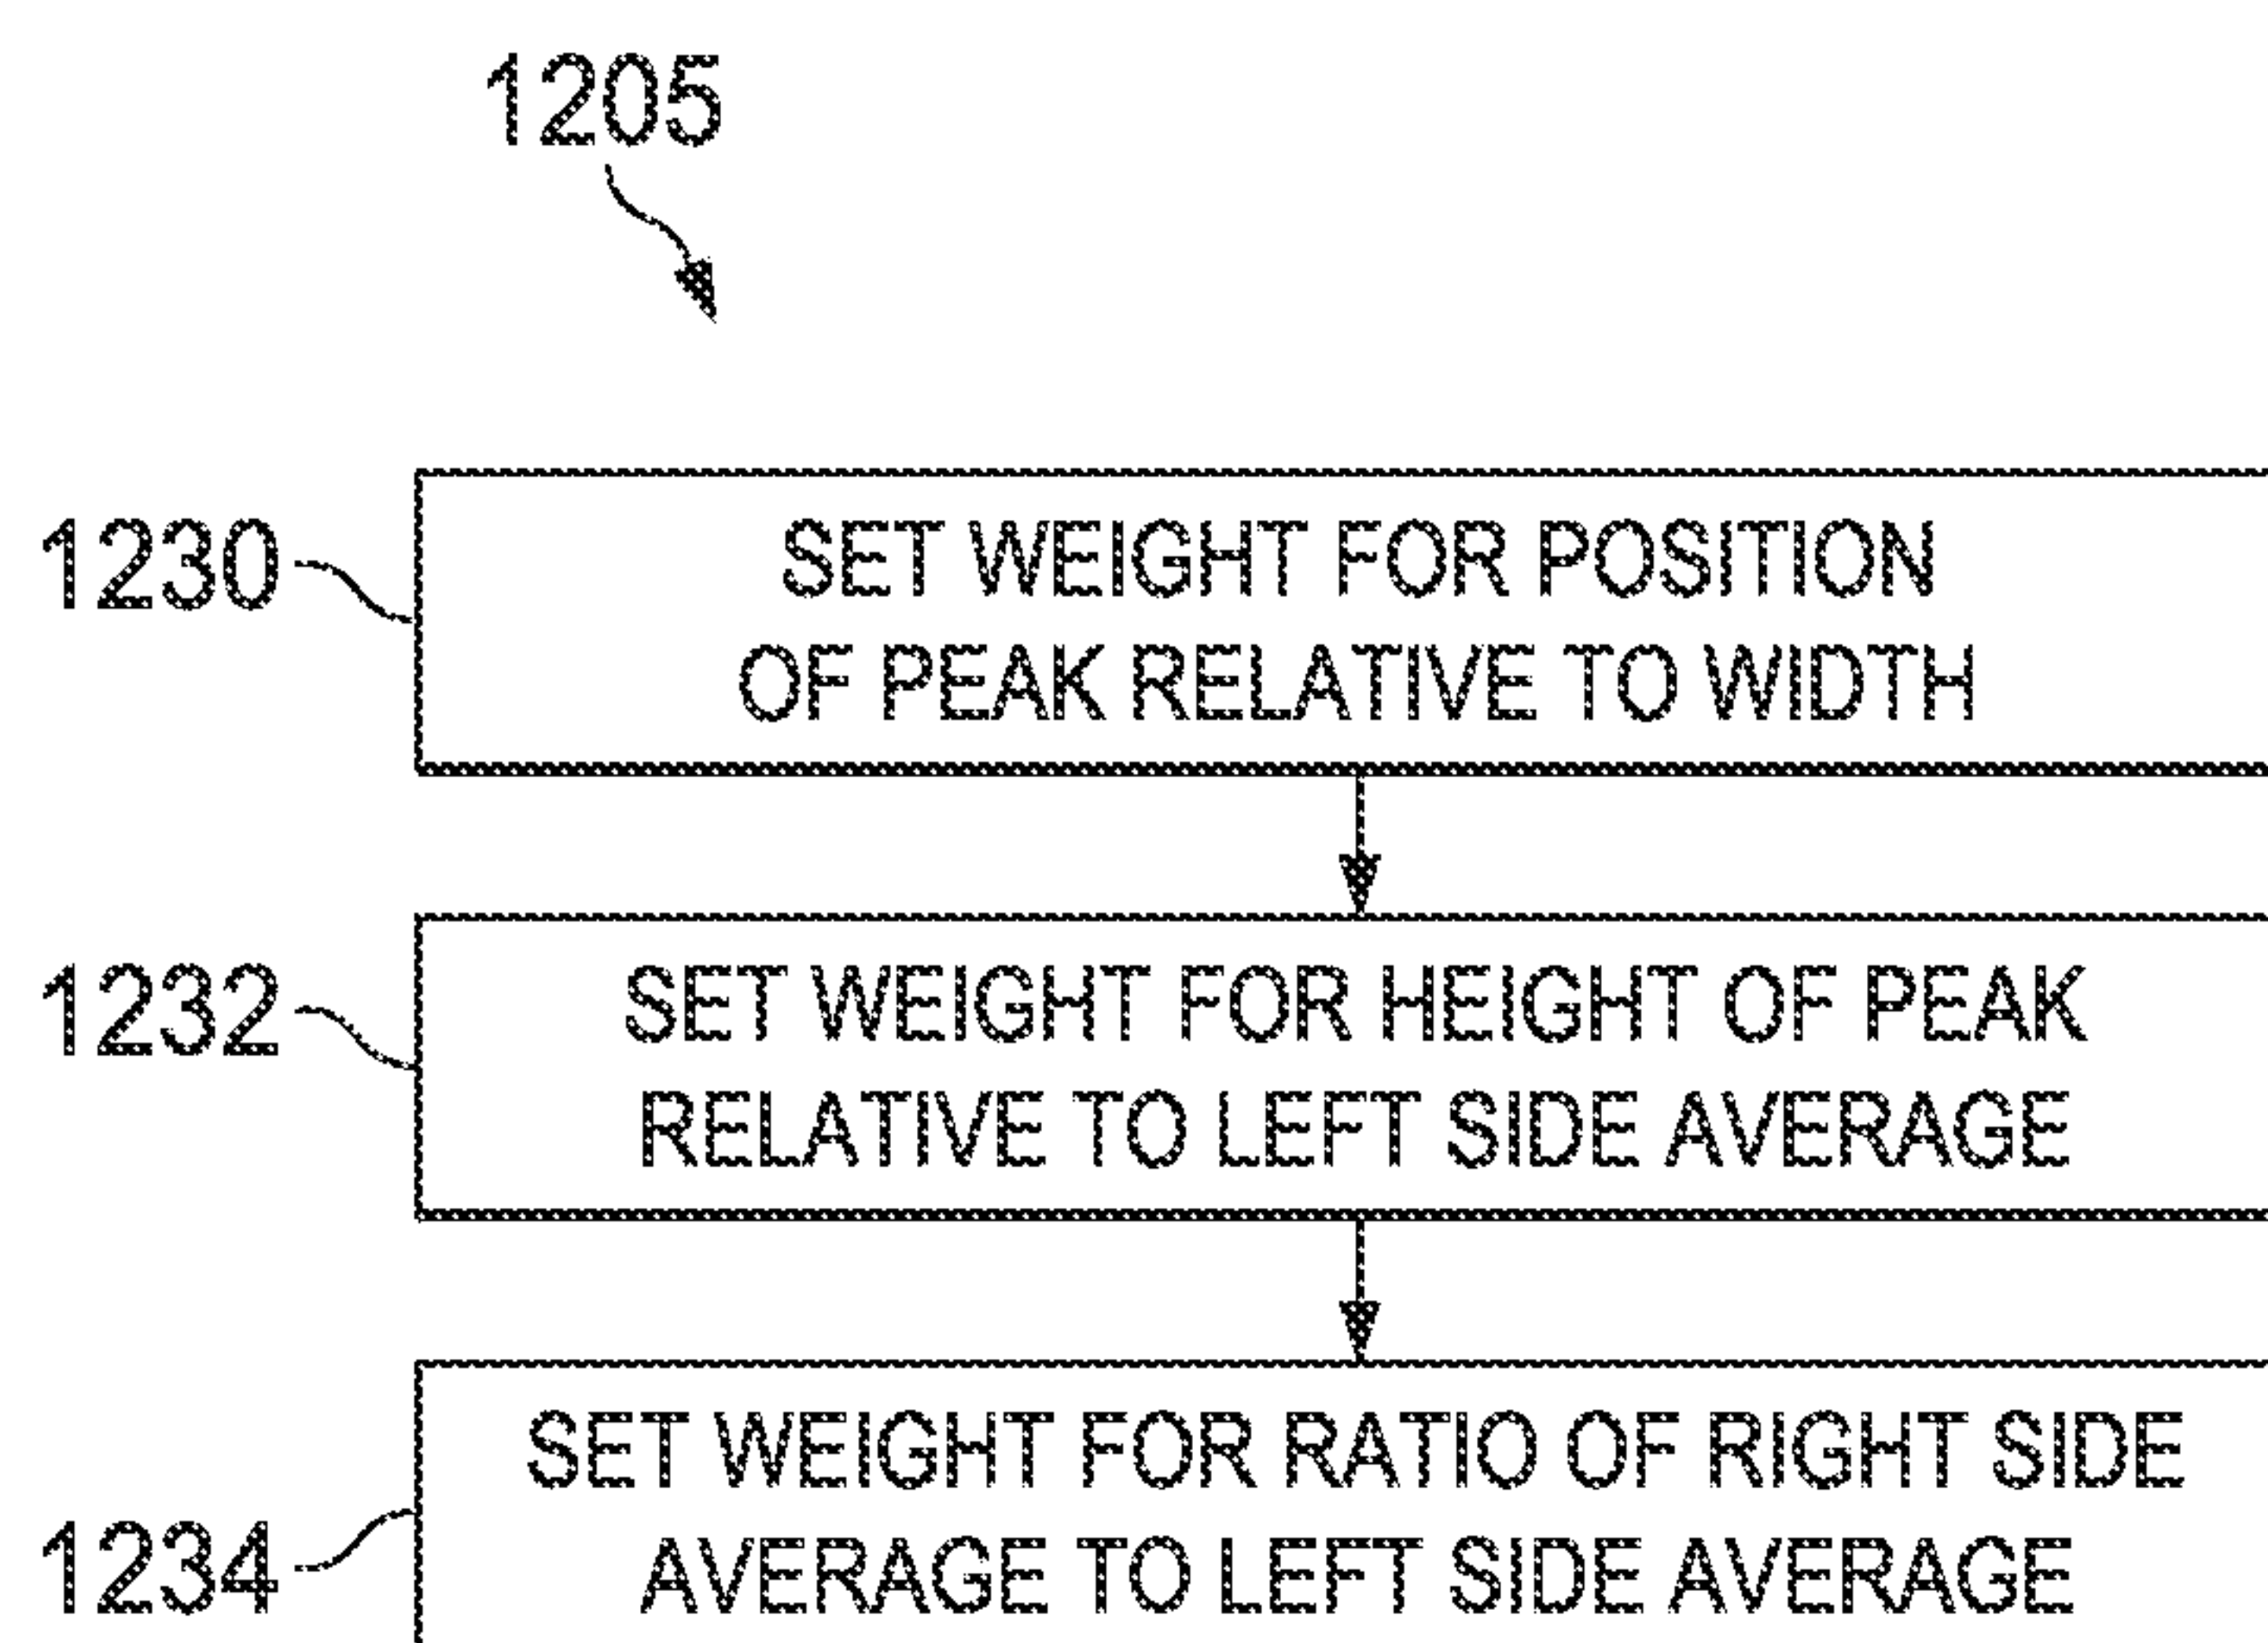 1205
1230
SET WEIGHT FOR POSITION
OF PEAK RELATIVE TO WIDTH
1232
SET WEIGHT FOR HEIGHT OF PEAK
RELATIVE TO LEFT SIDE AVERAGE
1234
SET WEIGHT FOR RATIO OF RIGHT SIDE
AVERAGE TO LEFT SIDE AVERAGE